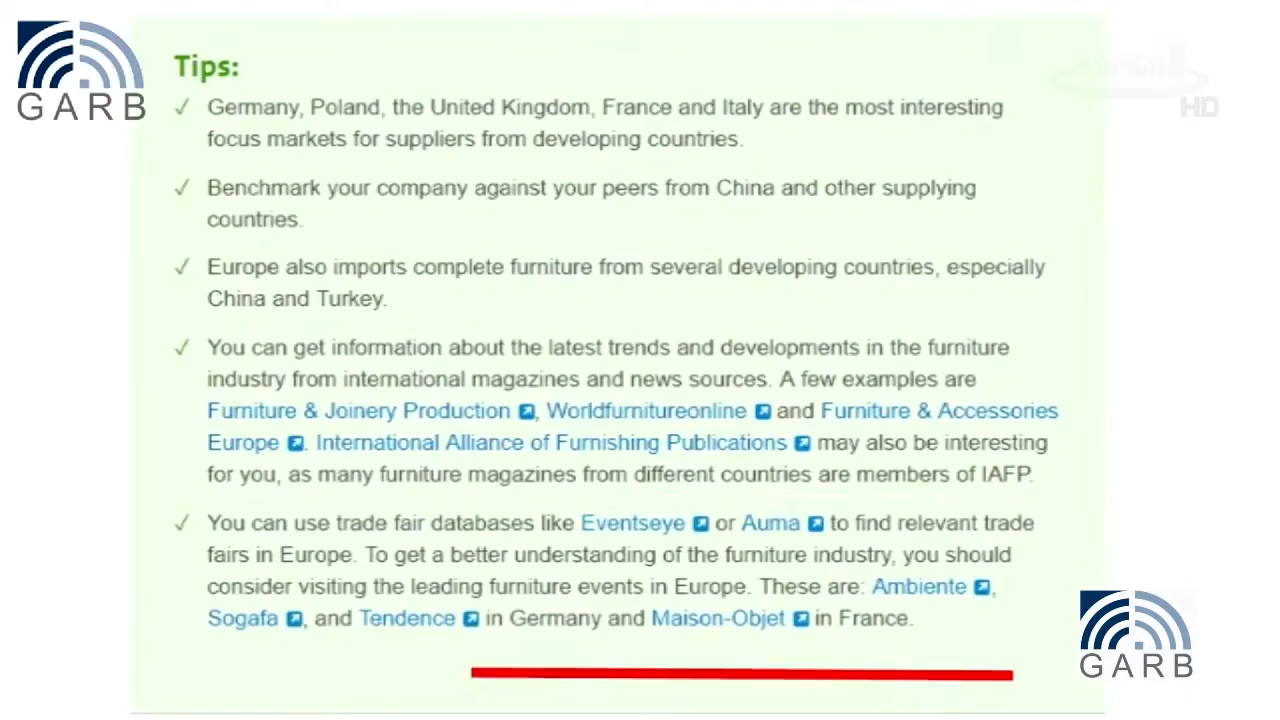 GARB
HD
Tips:
✓ Germany, Poland, the United Kingdom, France and Italy are the most interesting
focus markets for suppliers from developing countries.
✓ Benchmark your company against your peers from China and other supplying
countries.
✓ Europe also imports complete furniture from several developing countries, especially
China and Turkey.
✓ You can get information about the latest trends and developments in the furniture
industry from international magazines and news sources. A few examples are
Furniture & Joinery Production, Worldfurnitureonline and Furniture & Accessories
Europe. International Alliance of Furnishing Publications may also be interesting
for you, as many furniture magazines from different countries are members of IAFP.
✓ You can use trade fair databases like Eventseye or Auma to find relevant trade
fairs in Europe. To get a better understanding of the furniture industry, you should
consider visiting the leading furniture events in Europe. These are: Ambiente,
Sogafa, and Tendence in Germany and Maison-Objet in France.
GARB